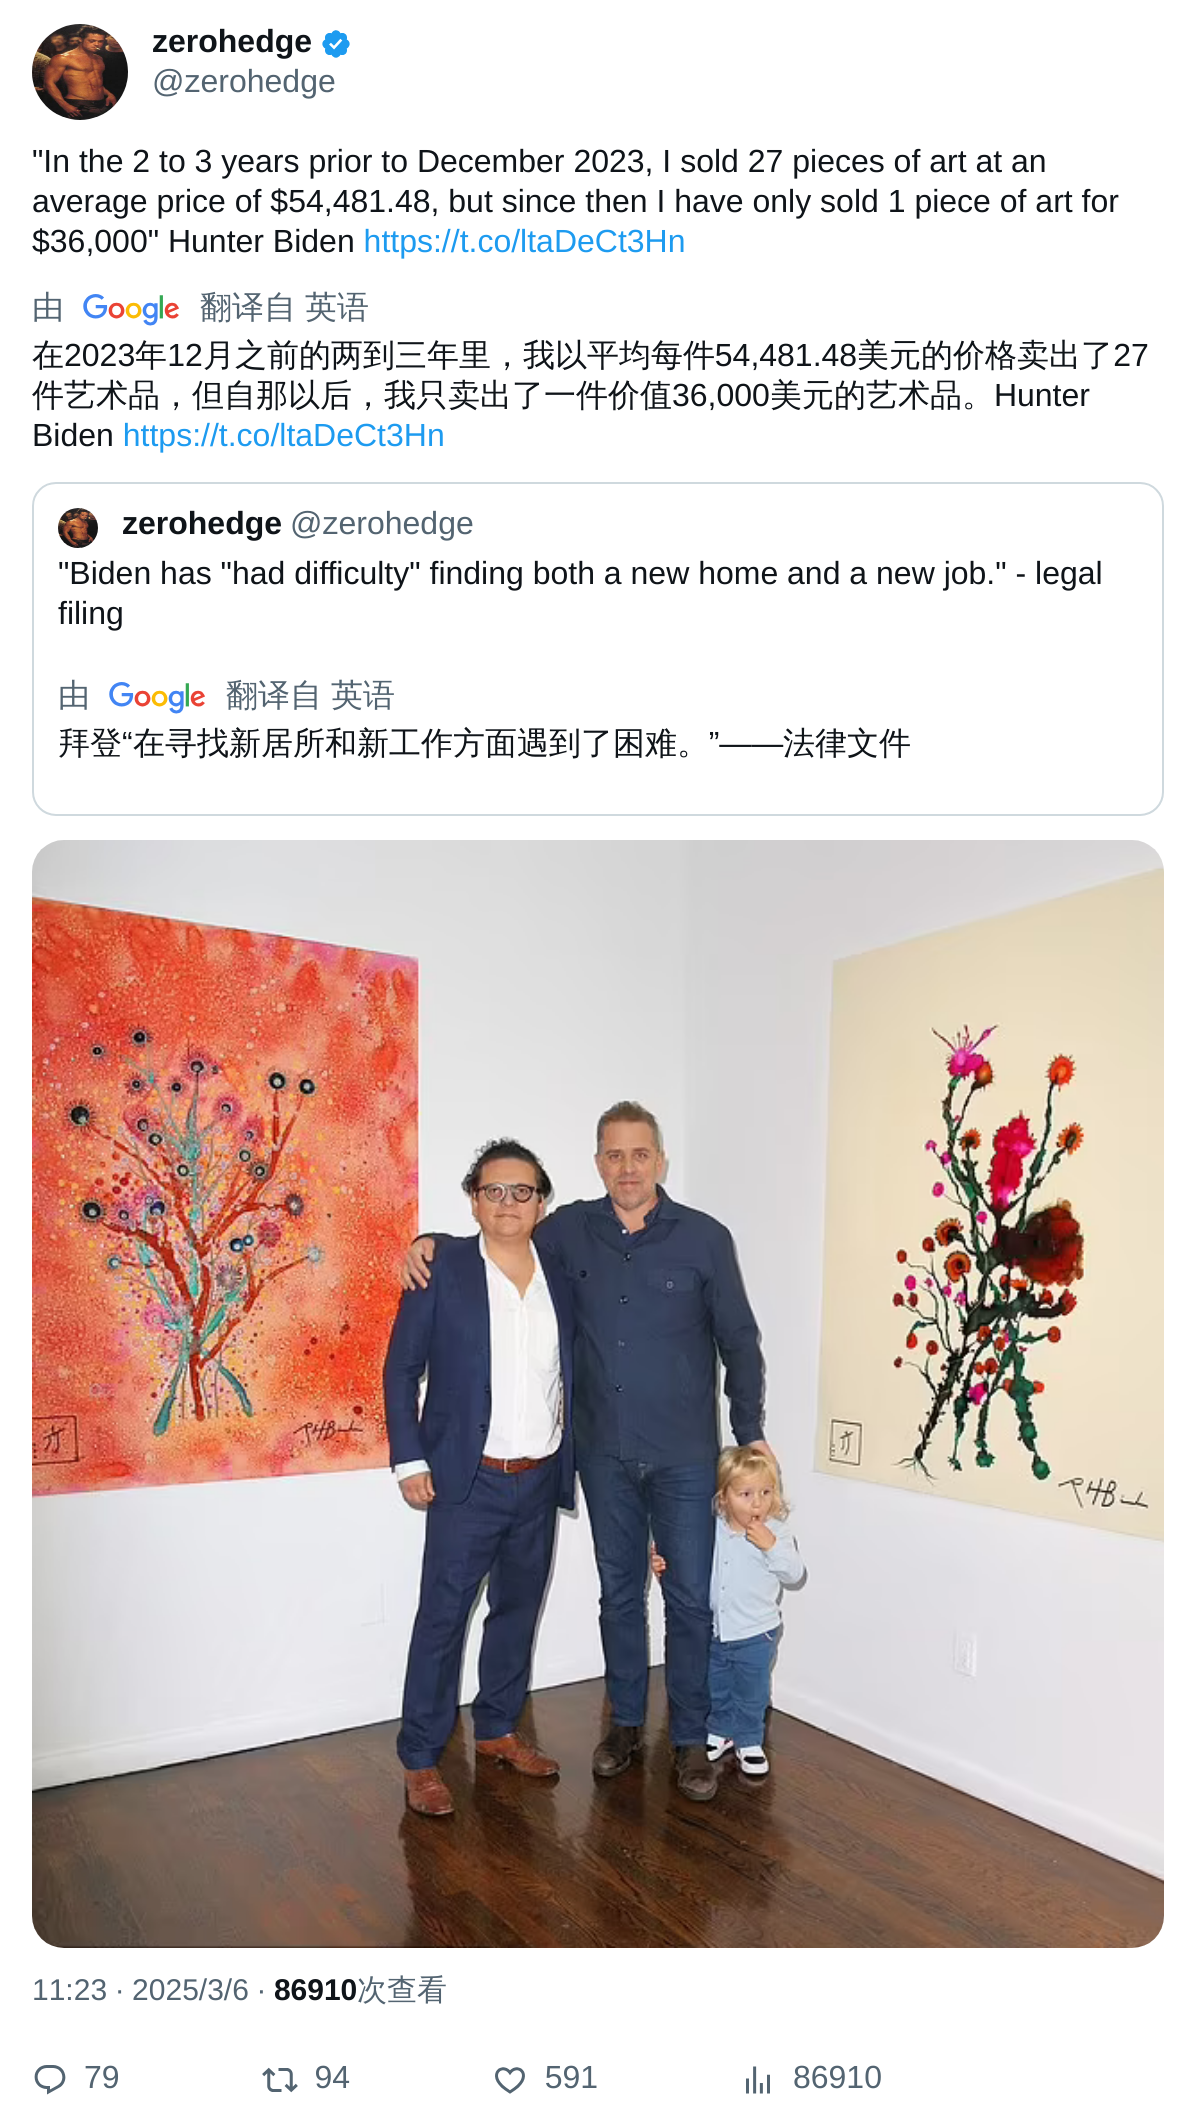 zerohedge
@zerohedge
"In the 2 to 3 years prior to December 2023, I sold 27 pieces of art at an
average price of $54,481.48, but since then I have only sold 1 piece of art for
$36,000" Hunter Biden https://t.co/ltaDeCt3Hn
由 Google 翻译自 英语
在2023年12月之前的两到三年里，我以平均每件54,481.48美元的价格卖出了27
件艺术品，但自那以后，我只卖出了一件价值36,000美元的艺术品。Hunter
Biden https://t.co/ltaDeCt3Hn
zerohedge @zerohedge
"Biden has "had difficulty" finding both a new home and a new job." - legal
filing
由 Google 翻译自 英语
拜登“在寻找新居所和新工作方面遇到了困难。”——法律文件
11:23 · 2025/3/6 · 86910次查看
79 94 591 86910